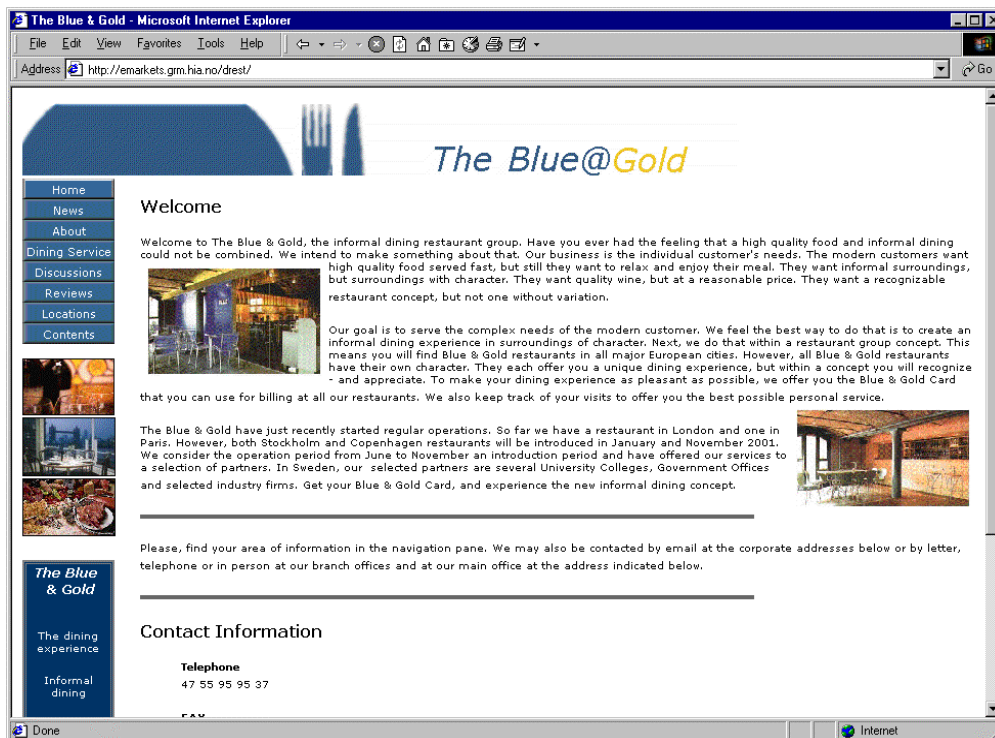 The Blue & Gold - Microsoft Internet Explorer
File Edit View Favorites Tools Help
Address http://emarkets.grm.hia.no/drest/ Go
The Blue@Gold
Home
News
About
Dining Service
Discussions
Reviews
Locations
Contents
Welcome
Welcome to The Blue & Gold, the informal dining restaurant group. Have you ever had the feeling that a high quality food and informal dining
could not be combined. We intend to make something about that. Our business is the individual customer's needs. The modern customers want
high quality food served fast, but still they want to relax and enjoy their meal. They want informal surroundings,
but surroundings with character. They want quality wine, but at a reasonable price. They want a recognizable
restaurant concept, but not one without variation.
Our goal is to serve the complex needs of the modern customer. We feel the best way to do that is to create an
informal dining experience in surroundings of character. Next, we do that within a restaurant group concept. This
means you will find Blue & Gold restaurants in all major European cities. However, all Blue & Gold restaurants
have their own character. They each offer you a unique dining experience, but within a concept you will recognize
- and appreciate. To make your dining experience as pleasant as possible, we offer you the Blue & Gold Card
that you can use for billing at all our restaurants. We also keep track of your visits to offer you the best possible personal service.
The Blue & Gold have just recently started regular operations. So far we have a restaurant in London and one in
Paris. However, both Stockholm and Copenhagen restaurants will be introduced in January and November 2001.
We consider the operation period from June to November an introduction period and have offered our services to
a selection of partners. In Sweden, our selected partners are several University Colleges, Government Offices
and selected industry firms. Get your Blue & Gold Card, and experience the new informal dining concept.
Please, find your area of information in the navigation pane. We may also be contacted by email at the corporate addresses below or by letter,
telephone or in person at our branch offices and at our main office at the address indicated below.
The Blue
& Gold
The dining
experience
Informal
dining
Contact Information
Telephone
47 55 95 95 37
FAX
Done
Internet